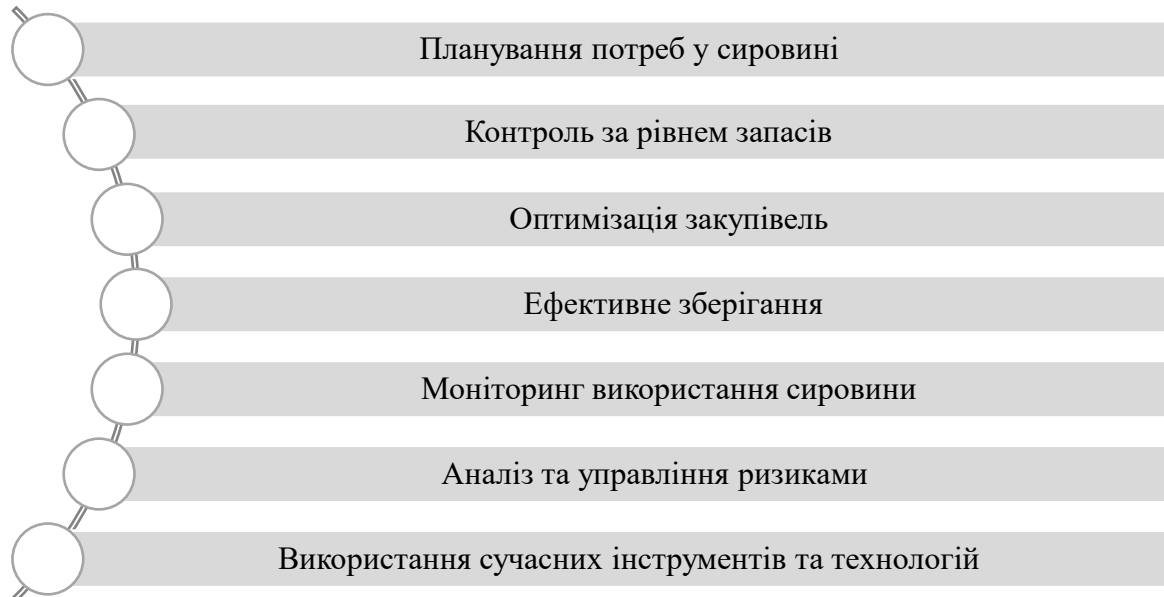 Планування потреб у сировині
Контроль за рівнем запасів
Оптимізація закупівель
Ефективне зберігання
Моніторинг використання сировини
Аналіз та управління ризиками
Використання сучасних інструментів та технологій